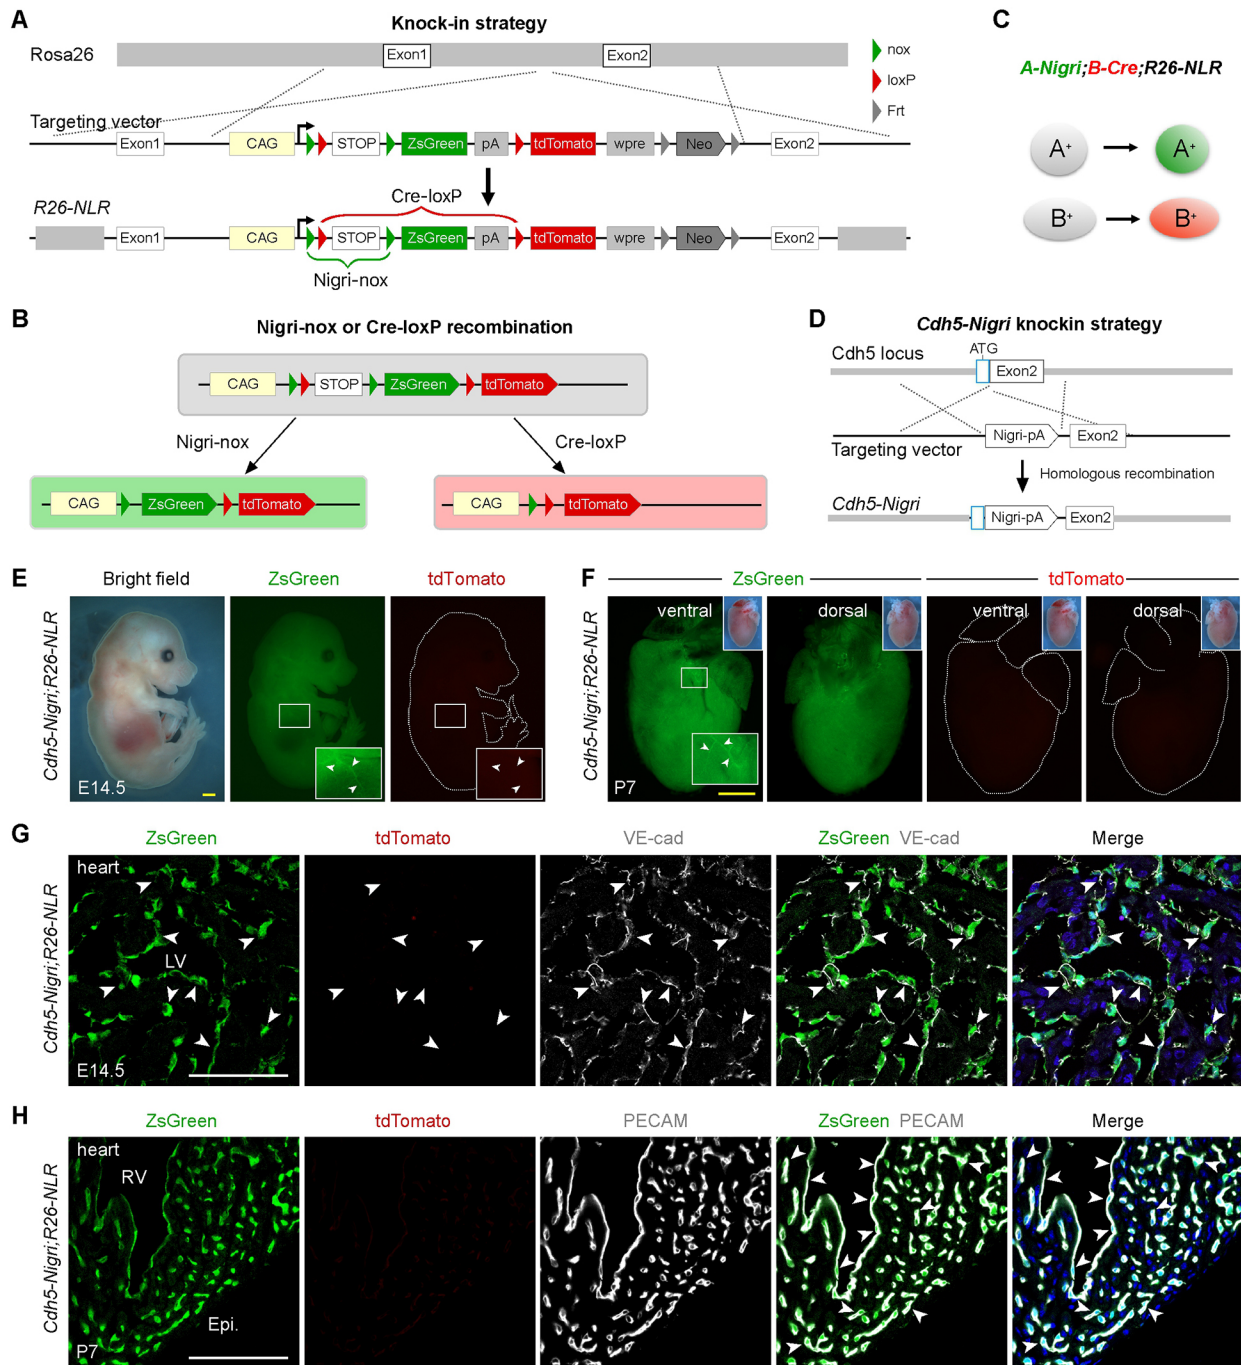 A
Knock-in strategy
Rosa26
Exon1
Exon2
nox
loxP
Frt
Targeting vector
Exon1
CAG
STOP
ZsGreen
pA
tdTomato
wpre
Neo
Exon2
Cre-loxP
R26-NLR
Exon1
CAG
STOP
ZsGreen
pA
tdTomato
wpre
Neo
Exon2
Nigri-nox
B
Nigri-nox or Cre-loxP recombination
CAG
STOP
ZsGreen
tdTomato
Nigri-nox
Cre-loxP
CAG
ZsGreen
tdTomato
CAG
tdTomato
C
A-Nigri;B-Cre;R26-NLR
A+
A+
B+
B+
D
Cdh5-Nigri knockin strategy
Cdh5 locus
ATG
Exon2
Nigri-pA
Exon2
Targeting vector
Homologous recombination
Cdh5-Nigri
Nigri-pA
Exon2
E
Bright field
ZsGreen
tdTomato
Cdh5-Nigri;R26-NLR
E14.5
F
ZsGreen
tdTomato
Cdh5-Nigri;R26-NLR
ventral
dorsal
ventral
dorsal
P7
G
ZsGreen
tdTomato
VE-cad
ZsGreen VE-cad
Merge
Cdh5-Nigri;R26-NLR
heart
LV
E14.5
H
ZsGreen
tdTomato
PECAM
ZsGreen PECAM
Merge
Cdh5-Nigri;R26-NLR
heart
RV
Epi.
P7